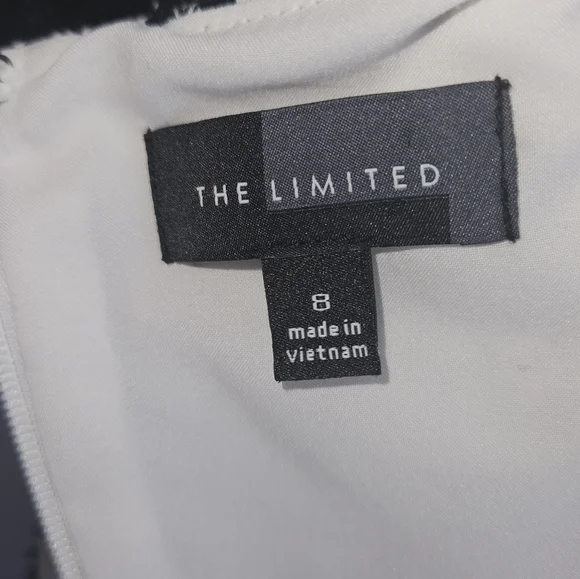 THE LIMITED
8
made in
Vietnam